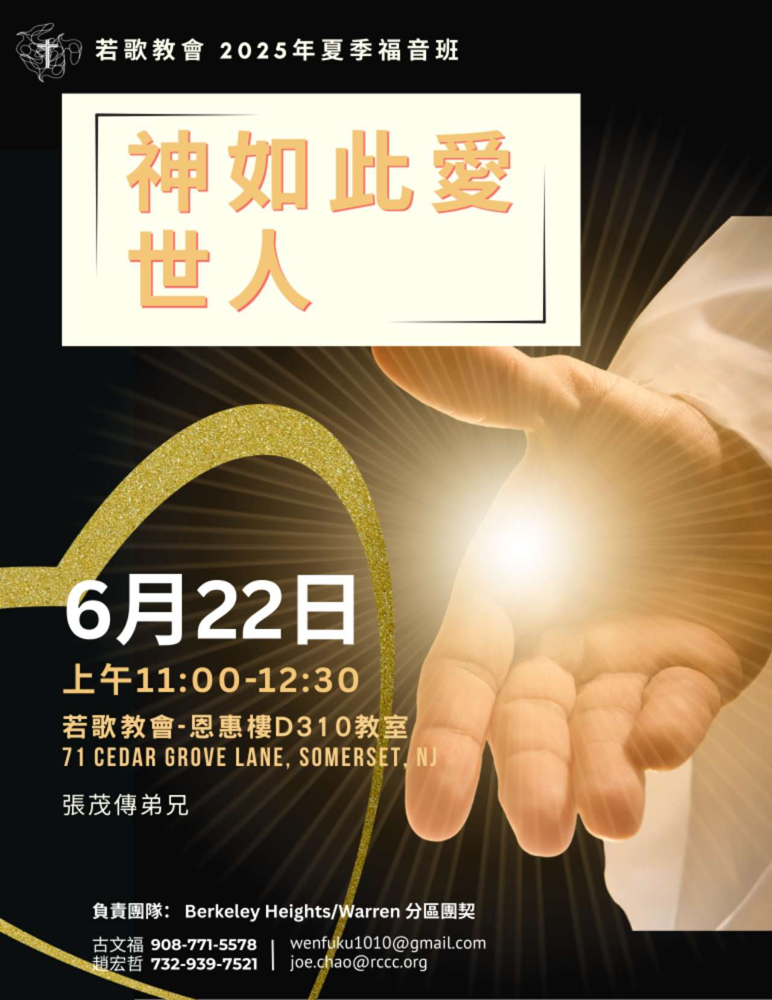 若歌教會 2025年夏季福音班
神如此愛
世人
6月22日
上午11:00-12:30
若歌教會-恩惠樓D310教室
71 CEDAR GROVE LANE, SOMERSET, NJ
張茂傳弟兄
負責團隊： Berkeley Heights/Warren 分區團契
古文福 908-771-5578 | wenfuku1010@gmail.com
趙宏哲 732-939-7521 | joe.chao@rccc.org